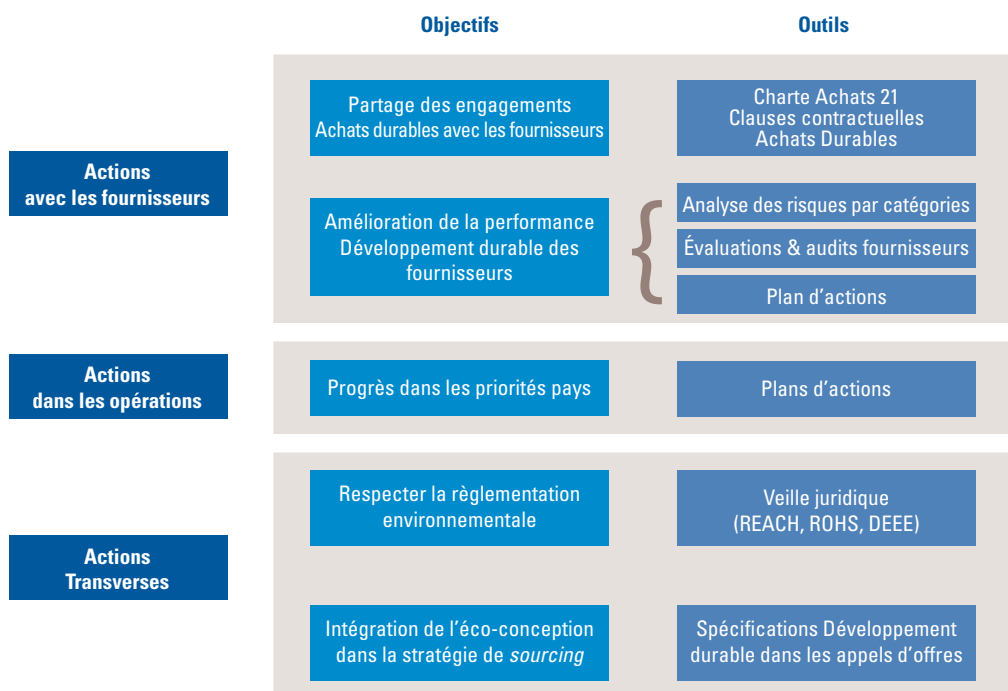 Objectifs
Outils
Actions
avec les fournisseurs
Partage des engagements
Achats durables avec les fournisseurs
Charte Achats 21
Clauses contractuelles
Achats Durables
Amélioration de la performance
Développement durable des
fournisseurs
{
Analyse des risques par catégories
Évaluations & audits fournisseurs
Plan d'actions
Actions
dans les opérations
Progrès dans les priorités pays
Plans d'actions
Actions
Transverses
Respecter la règlementation
environnementale
Veille juridique
(REACH, ROHS, DEEE)
Intégration de l'éco-conception
dans la stratégie de sourcing
Spécifications Développement
durable dans les appels d'offres